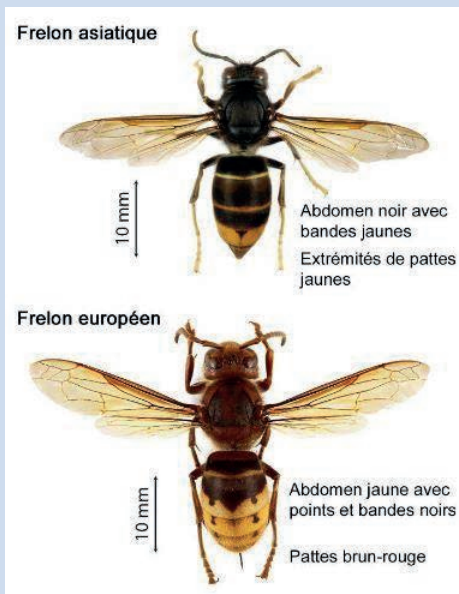 Frelon asiatique
10 mm
Abdomen noir avec
bandes jaunes
Extrémités de pattes
jaunes
Frelon européen
10 mm
Abdomen jaune avec
points et bandes noirs
Pattes brun-rouge